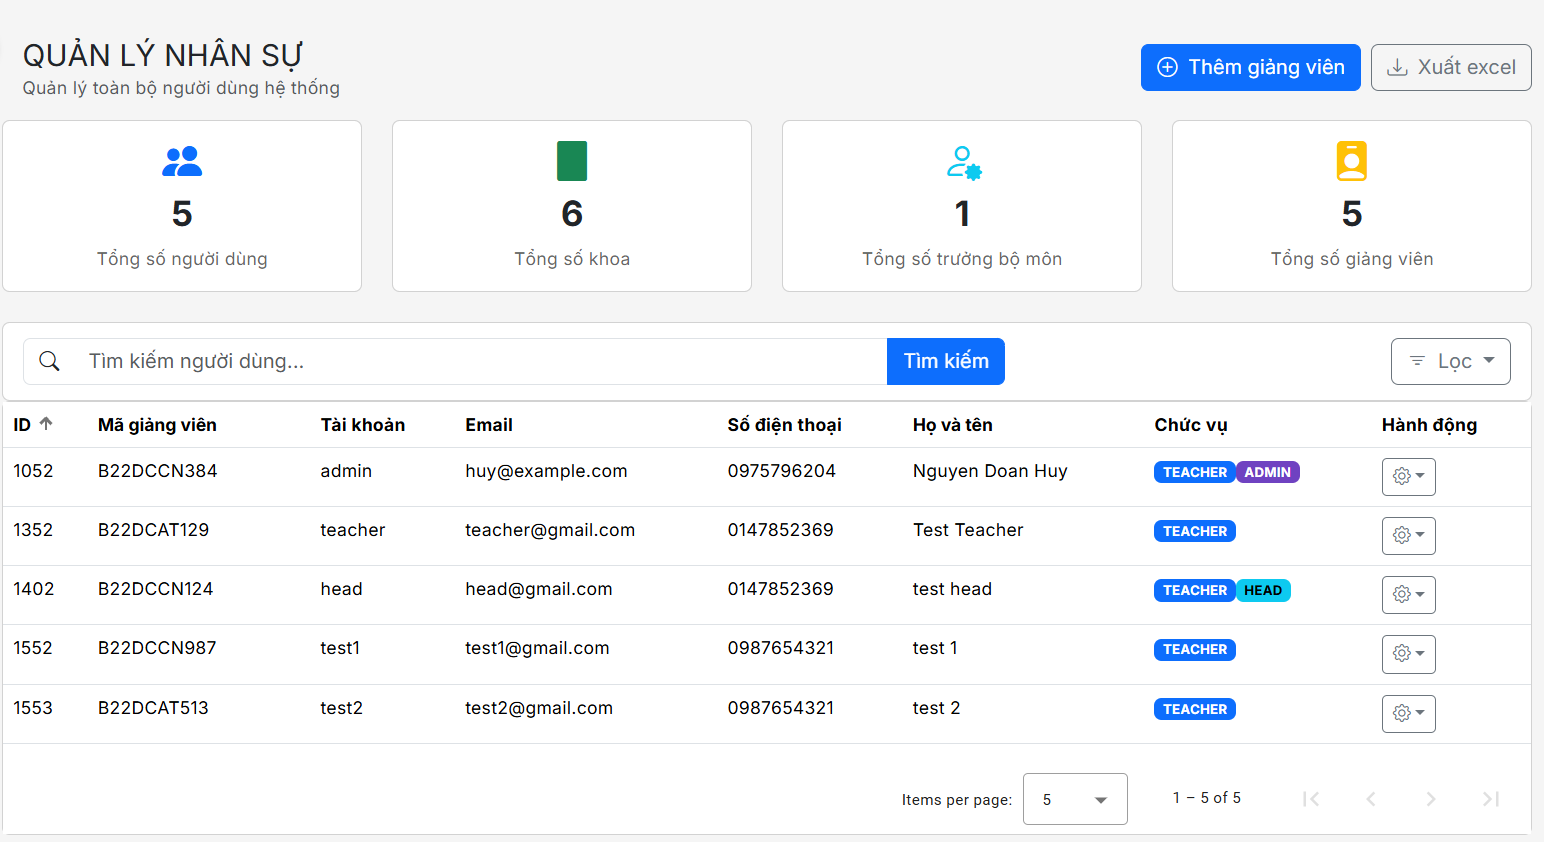 QUẢN LÝ NHÂN SỰ
Quản lý toàn bộ người dùng hệ thống
Thêm giảng viên
Xuất excel
5
Tổng số người dùng
6
Tổng số khoa
1
Tổng số trưởng bộ môn
5
Tổng số giảng viên
Tìm kiếm người dùng...
Tìm kiếm
Lọc
ID Mã giảng viên Tài khoản Email Số điện thoại Họ và tên Chức vụ Hành động
1052 B22DCCN384 admin huy@example.com 0975796204 Nguyen Doan Huy TEACHER ADMIN
1352 B22DCAT129 teacher teacher@gmail.com 0147852369 Test Teacher TEACHER
1402 B22DCCN124 head head@gmail.com 0147852369 test head TEACHER HEAD
1552 B22DCCN987 test1 test1@gmail.com 0987654321 test 1 TEACHER
1553 B22DCAT513 test2 test2@gmail.com 0987654321 test 2 TEACHER
Items per page: 5 1 – 5 of 5